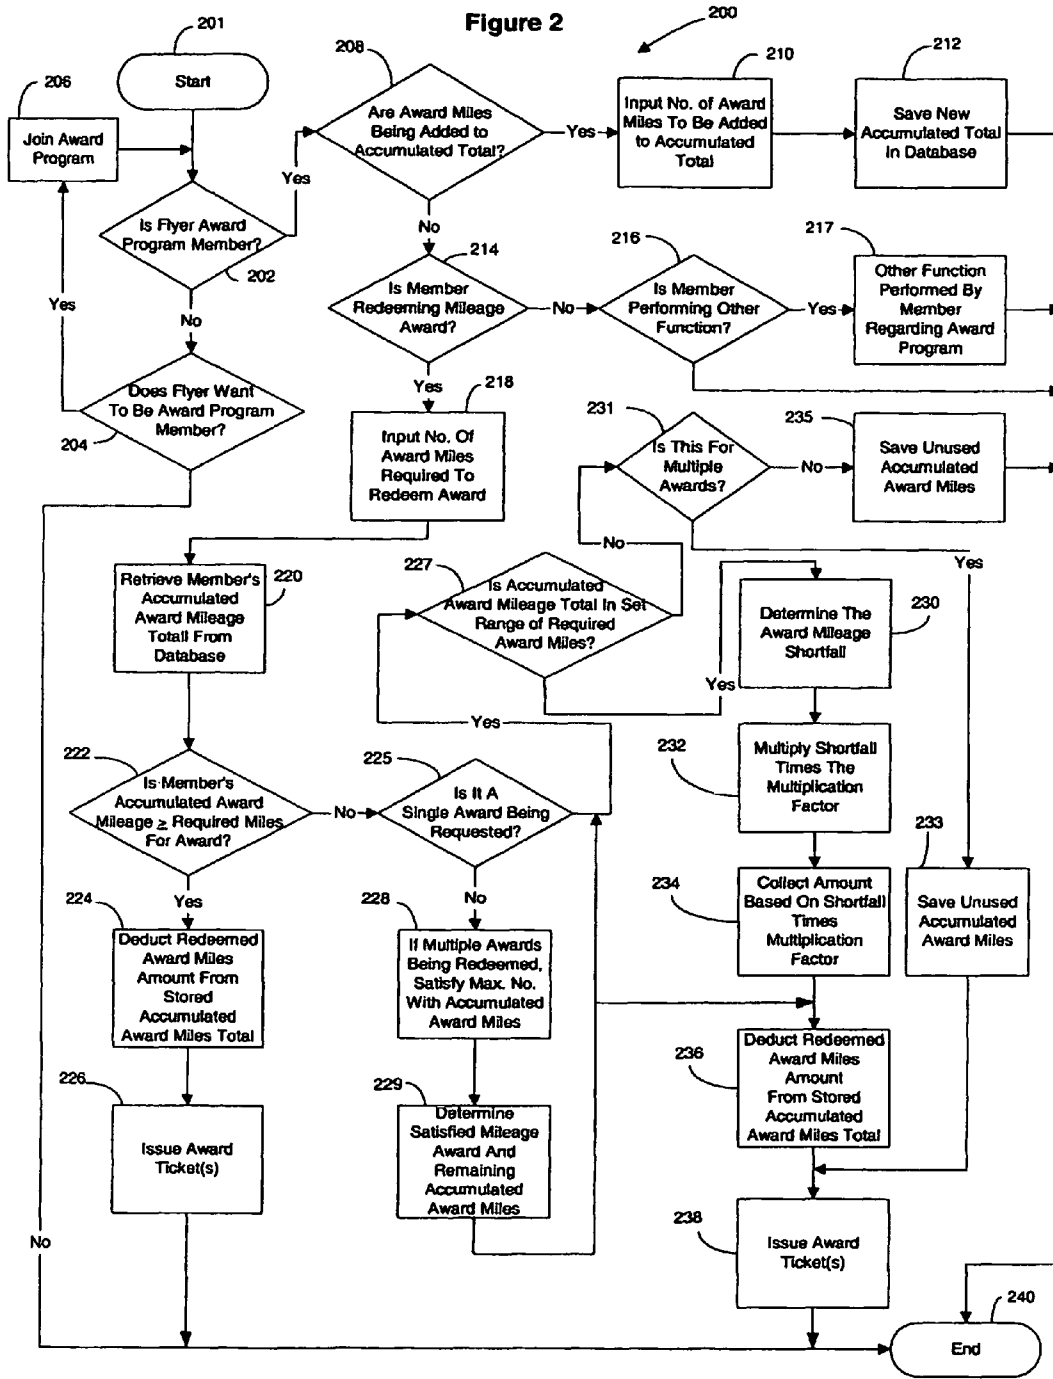 Figure 2
200
201
Start
206
Join Award
Program
Is Flyer Award
Program Member?
202
Yes
No
Yes
Does Flyer Want
To Be Award Program
Member?
204
No
208
Are Award Miles
Being Added to
Accumulated Total?
Yes
No
210
Input No. of Award
Miles To Be Added
to Accumulated
Total
212
Save New
Accumulated Total
In Database
214
Is Member
Redeeming Mileage
Award?
No
Yes
216
Is Member
Performing Other
Function?
Yes
217
Other Function
Performed By
Member
Regarding Award
Program
218
Input No. Of
Award Miles
Required To
Redeem Award
231
Is This For
Multiple
Awards?
No
Yes
235
Save Unused
Accumulated
Award Miles
220
Retrieve Member's
Accumulated
Award Mileage
Totall From
Database
227
Is Accumulated
Award Mileage Total In Set
Range of Required
Award Miles?
No
Yes
230
Determine The
Award Mileage
Shortfall
222
Is Member's
Accumulated Award
Mileage ≥ Required Miles
For Award?
No
Yes
225
Is It A
Single Award Being
Requested?
Yes
No
232
Multiply Shortfall
Times The
Multiplication
Factor
233
Save Unused
Accumulated
Award Miles
234
Collect Amount
Based On Shortfall
Times
Multiplication
Factor
224
Deduct Redeemed
Award Miles
Amount From
Stored
Accumulated
Award Miles Total
228
If Multiple Awards
Being Redeemed,
Satisfy Max. No.
With Accumulated
Award Miles
236
Deduct Redeemed
Award Miles
Amount
From Stored
Accumulated
Award Miles Total
226
Issue Award
Ticket(s)
229
Determine
Satisfied Mileage
Award And
Remaining
Accumulated
Award Miles
238
Issue Award
Ticket(s)
240
End